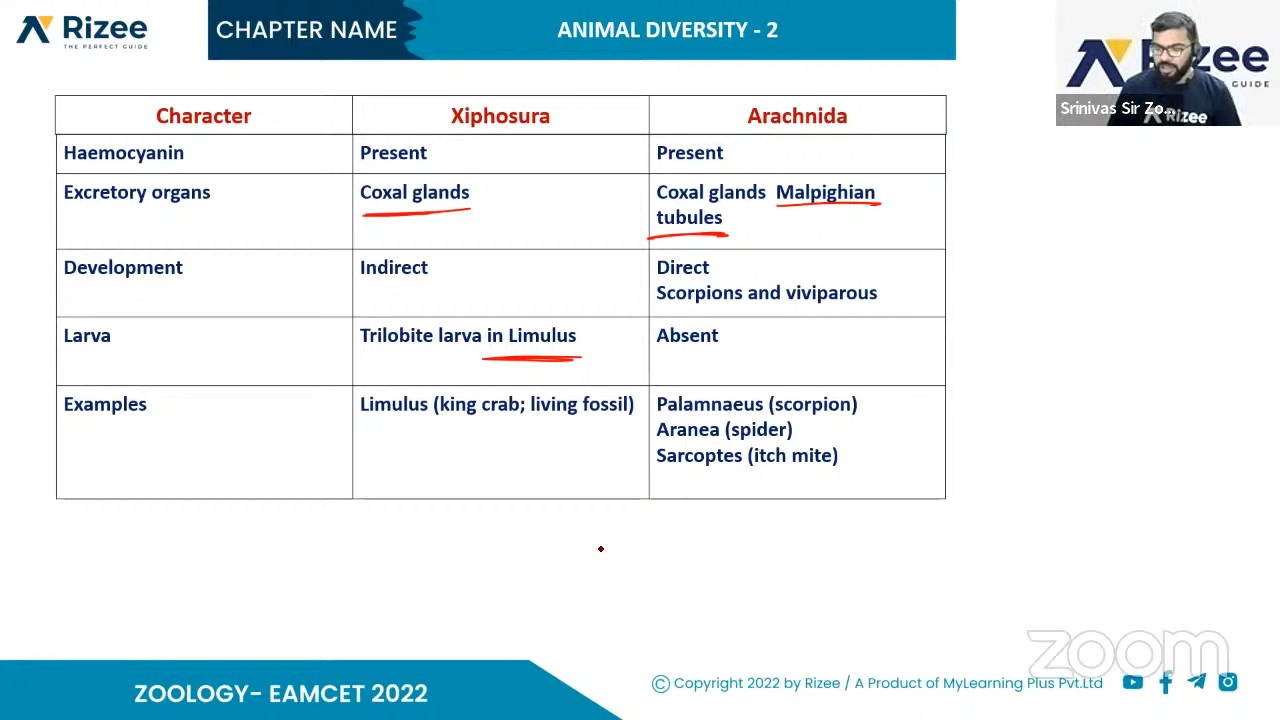 Rizee
THE PERFECT GUIDE
CHAPTER NAME
ANIMAL DIVERSITY - 2
Rizee
GUIDE
Srinivas Sir Zo...
Rizee
Character Xiphosura Arachnida
Haemocyanin Present Present
Excretory organs Coxal glands Coxal glands Malpighian
tubules
Development Indirect Direct
Scorpions and viviparous
Larva Trilobite larva in Limulus Absent
Examples Limulus (king crab; living fossil) Palamnaeus (scorpion)
Aranea (spider)
Sarcoptes (itch mite)
zoom
ZOOLOGY- EAMCET 2022
© Copyright 2022 by Rizee / A Product of MyLearning Plus Pvt.Ltd